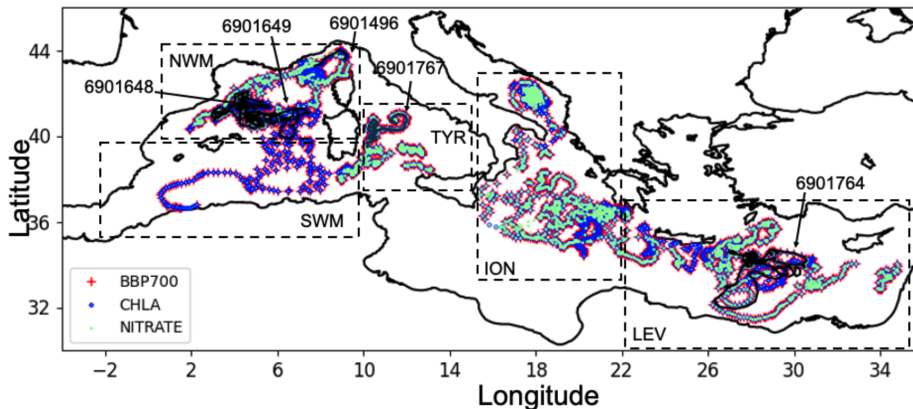 6901649
6901496
NWM
6901767
6901648
TYR
6901764
SWM
ION
LEV
BBP700
CHLA
NITRATE
44
40
36
32
Latitude
-2
2
6
10
14
18
22
26
30
34
Longitude